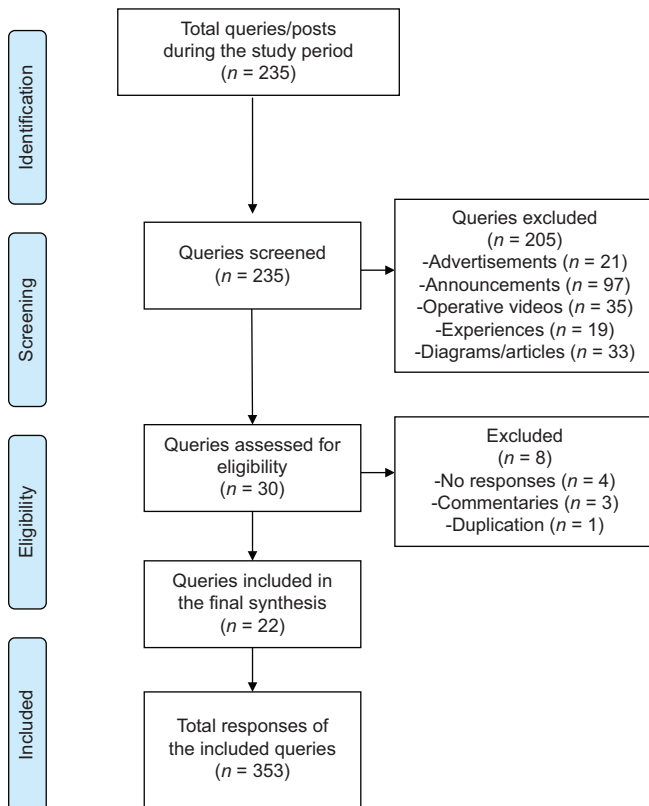 Identification
Total queries/posts
during the study period
(n = 235)
Screening
Queries screened
(n = 235)
Queries excluded
(n = 205)
-Advertisements (n = 21)
-Announcements (n = 97)
-Operative videos (n = 35)
-Experiences (n = 19)
-Diagrams/articles (n = 33)
Eligibility
Queries assessed for
eligibility
(n = 30)
Excluded
(n = 8)
-No responses (n = 4)
-Commentaries (n = 3)
-Duplication (n = 1)
Queries included in
the final synthesis
(n = 22)
Included
Total responses of
the included queries
(n = 353)